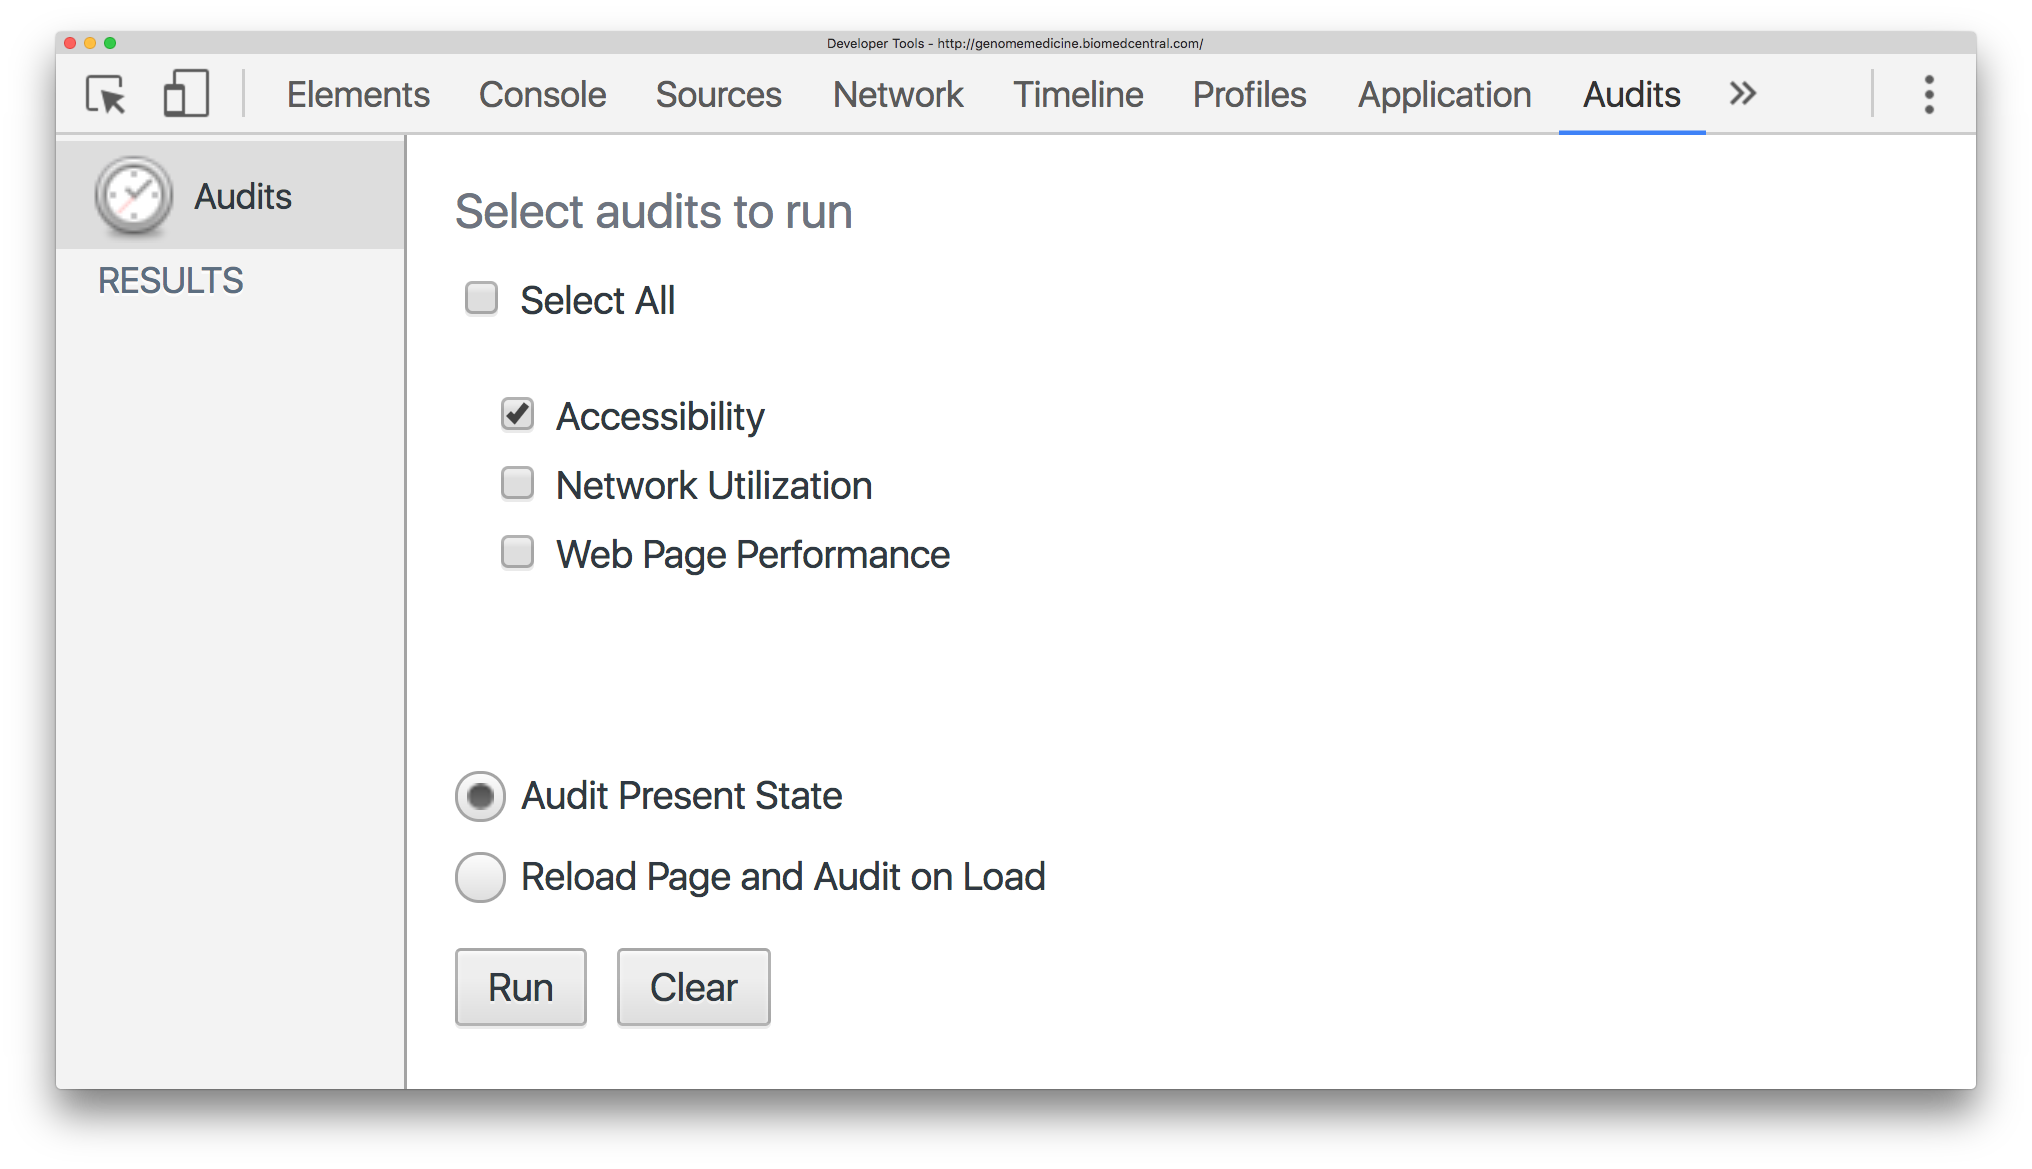 Developer Tools - http://genomemedicine.biomedcentral.com/
Elements Console Sources Network Timeline Profiles Application Audits
Audits
RESULTS
Select audits to run
Select All
Accessibility
Network Utilization
Web Page Performance
Audit Present State
Reload Page and Audit on Load
Run Clear